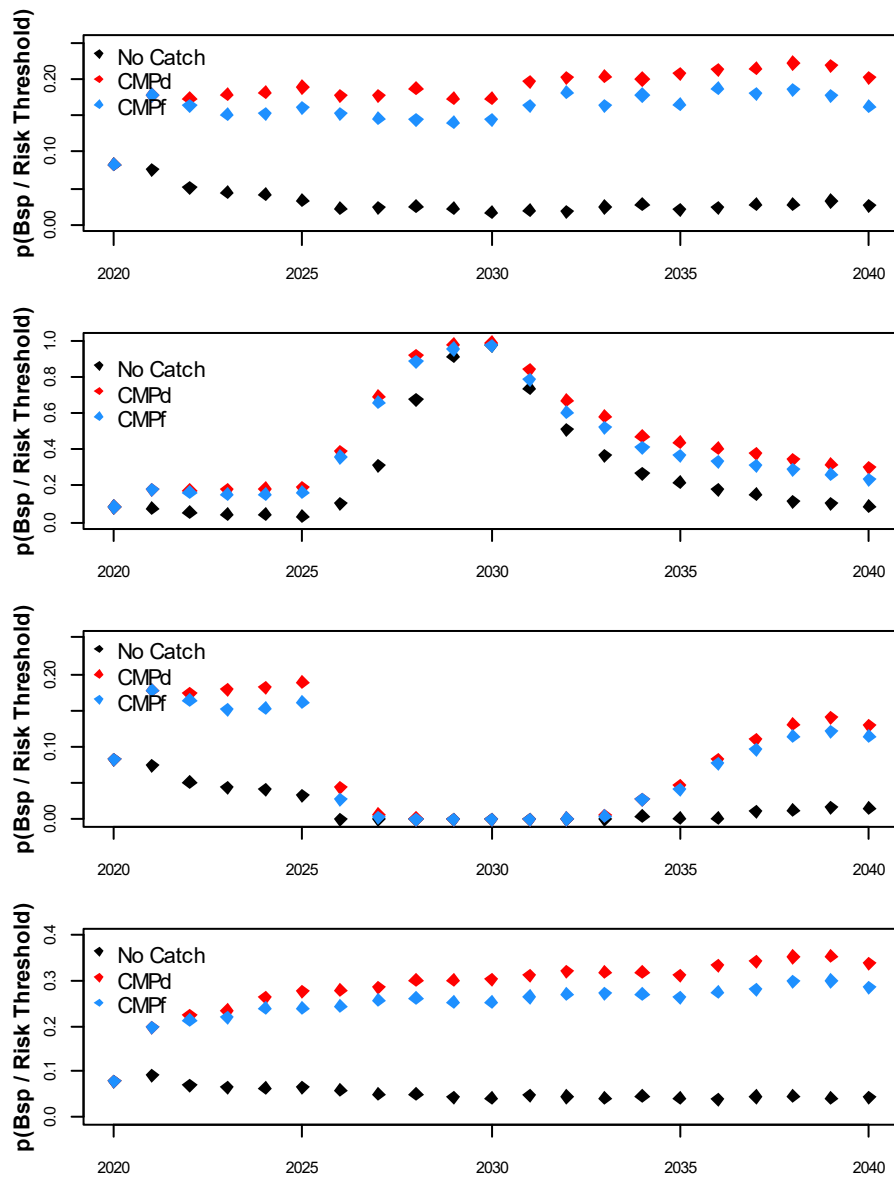 p(Bsp / Risk Threshold)
0.00 0.10 0.20
No Catch
CMPd
CMPf
2020 2025 2030 2035 2040
p(Bsp / Risk Threshold)
0.0 0.2 0.4 0.6 0.8 1.0
No Catch
CMPd
CMPf
2020 2025 2030 2035 2040
p(Bsp / Risk Threshold)
0.00 0.10 0.20
No Catch
CMPd
CMPf
2020 2025 2030 2035 2040
p(Bsp / Risk Threshold)
0.0 0.1 0.2 0.3 0.4
No Catch
CMPd
CMPf
2020 2025 2030 2035 2040